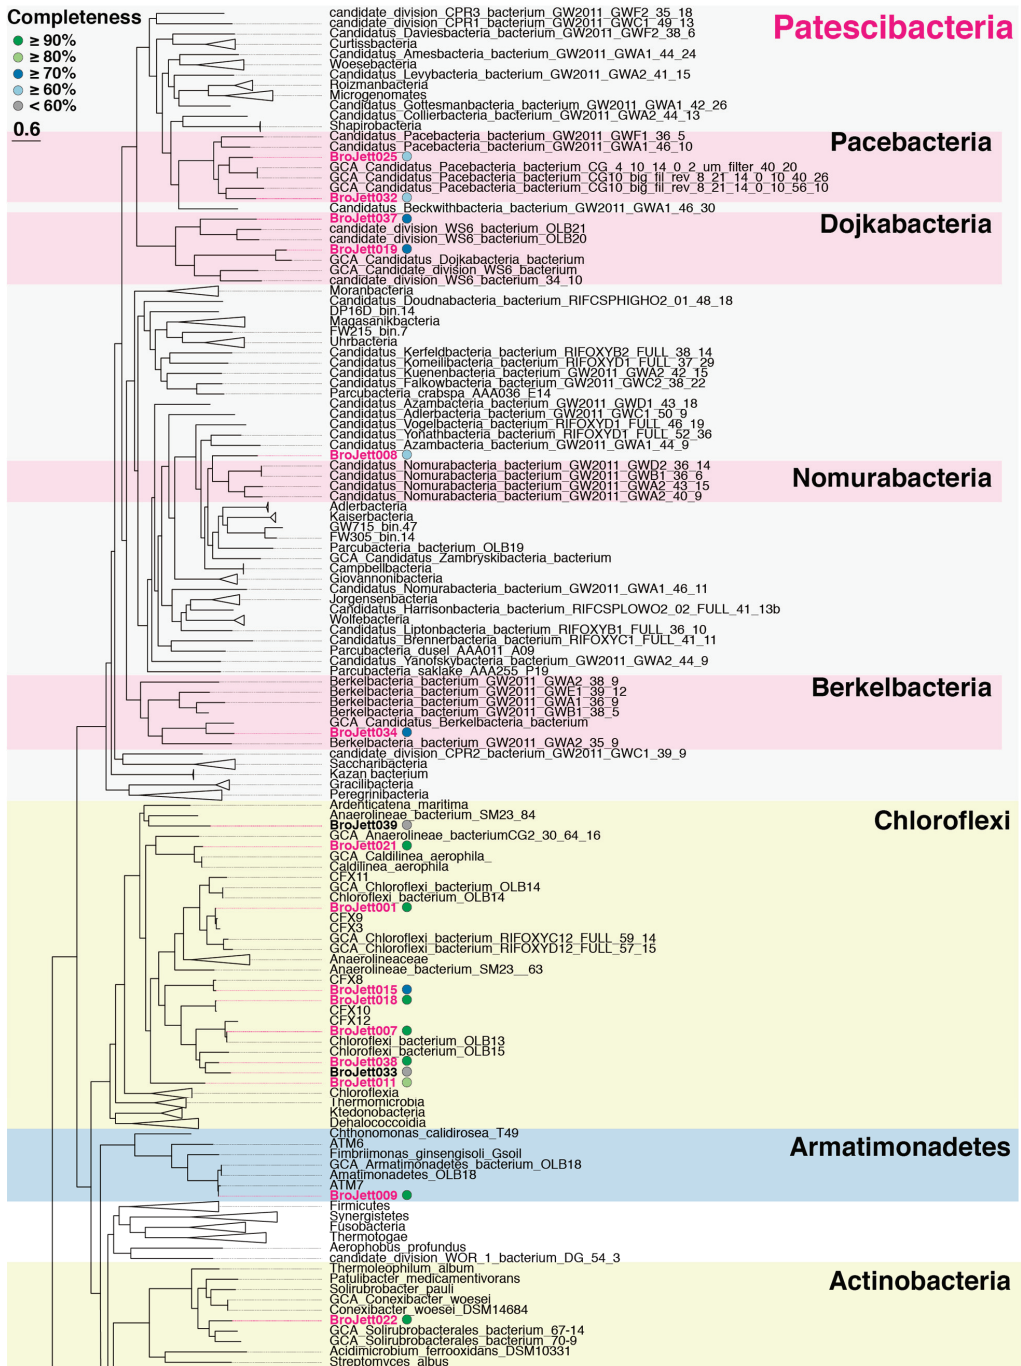 Completeness
≥ 90%
≥ 80%
≥ 70%
≥ 60%
< 60%
0.6
Patescibacteria
candidate_division_CPR3_bacterium_GW2011_GWF2_35_18
candidate_division_CPR1_bacterium_GWC1_49_13
Candidatus_Daviesbacteria_bacterium_GW2011_GWF2_38_6
Curtissbacteria
Candidatus_Amesbacteria_bacterium_GW2011_GWA1_44_24
Woesebacteria
Candidatus_Levybacteria_bacterium_GW2011_GWA2_41_15
Roizmanbacteria
Microgenomates
Candidatus_Gottesmanbacteria_bacterium_GW2011_GWA1_42_26
Candidatus_Collierbacteria_bacterium_GW2011_GWA2_44_13
Shapirobacteria
Pacebacteria
Candidatus_Pacebacteria_bacterium_GW2011_GWF1_36_5
Candidatus_Pacebacteria_bacterium_GW2011_GWA1_46_10
BroJett025
GCA_Candidatus_Pacebacteria_bacterium_CG_4_10_14_0_2_um_filter_40_20
GCA_Candidatus_Pacebacteria_bacterium_CG10_big_fil_rev_8_21_14_0_10_40_26
GCA_Candidatus_Pacebacteria_bacterium_CG10_big_fil_rev_8_21_14_0_10_56_10
BroJett032
Candidatus_Beckwithbacteria_bacterium_GW2011_GWA1_46_30
Dojkabacteria
BroJett037
candidate_division_WS6_bacterium_OLB21
candidate_division_WS6_bacterium_OLB20
BroJett019
GCA_Candidatus_Dojkabacteria_bacterium
GCA_Candidate_division_WS6_bacterium
candidate_division_WS6_bacterium_34_10
Moranbacteria
Candidatus_Doudnabacteria_bacterium_RIFCSPHIGHO2_01_48_18
DP16D_bin.14
Magasanikbacteria
FW215_bin.7
Uhrbacteria
Candidatus_Kerfeldbacteria_bacterium_RIFOXYB2_FULL_38_14
Candidatus_Komeilibacteria_bacterium_RIFOXYD1_FULL_37_29
Candidatus_Kuenenbacteria_bacterium_GW2011_GWA2_42_15
Candidatus_Falkowbacteria_bacterium_GW2011_GWC2_38_22
Parcubacteria_crabspa_AAA036_E14
Candidatus_Azambacteria_bacterium_GW2011_GWD1_43_18
Candidatus_Adlerbacteria_bacterium_GW2011_GWC1_50_9
Candidatus_Vogelbacteria_bacterium_RIFOXYD1_FULL_46_19
Candidatus_Yonathbacteria_bacterium_RIFOXYD1_FULL_52_36
Candidatus_Azambacteria_bacterium_GW2011_GWA1_44_9
BroJett008
Nomurabacteria
Candidatus_Nomurabacteria_bacterium_GW2011_GWD2_36_14
Candidatus_Nomurabacteria_bacterium_GW2011_GWB1_36_6
Candidatus_Nomurabacteria_bacterium_GW2011_GWA2_43_15
Candidatus_Nomurabacteria_bacterium_GW2011_GWA2_40_9
Adlerbacteria
Kaiserbacteria
GW715_bin.47
FW305_bin.14
Parcubacteria_bacterium_OLB19
GCA_Candidatus_Zambryskibacteria_bacterium
Campbellbacteria
Giovannonibacteria
Candidatus_Nomurabacteria_bacterium_GW2011_GWA1_46_11
Jorgensenbacteria
Candidatus_Harrisonbacteria_bacterium_RIFCSPLOWO2_02_FULL_41_13b
Wolfebacteria
Candidatus_Liptonbacteria_bacterium_RIFOXYB1_FULL_36_10
Candidatus_Brennerbacteria_bacterium_RIFOXYC1_FULL_41_11
Parcubacteria_dusel_AAA011_A09
Candidatus_Yanofskybacteria_bacterium_GW2011_GWA2_44_9
Parcubacteria_saklake_AAA255_P19
Berkelbacteria
Berkelbacteria_bacterium_GW2011_GWA2_38_9
Berkelbacteria_bacterium_GW2011_GWE1_39_12
Berkelbacteria_bacterium_GW2011_GWA1_36_9
Berkelbacteria_bacterium_GW2011_GWB1_38_5
GCA_Candidatus_Berkelbacteria_bacterium
BroJett034
Berkelbacteria_bacterium_GW2011_GWA2_35_9
candidate_division_CPR2_bacterium_GW2011_GWC1_39_9
Saccharibacteria
Kazan bacterium
Gracilibacteria
Peregrinibacteria
Chloroflexi
Ardenticatena_maritima
Anaerolineae_bacterium_SM23_84
BroJett039
GCA_Anaerolineae_bacteriumCG2_30_64_16
BroJett021
GCA_Caldilinea_aerophila_
Caldilinea_aerophila
CFX11
GCA_Chloroflexi_bacterium_OLB14
Chloroflexi_bacterium_OLB14
BroJett001
CFX9
CFX3
GCA_Chloroflexi_bacterium_RIFOXYC12_FULL_59_14
GCA_Chloroflexi_bacterium_RIFOXYD12_FULL_57_15
Anaerolineaceae
Anaerolineae_bacterium_SM23__63
CFX8
BroJett015
BroJett018
CFX10
CFX12
BroJett007
Chloroflexi_bacterium_OLB13
Chloroflexi_bacterium_OLB15
BroJett038
BroJett033
BroJett011
Chloroflexia
Thermomicrobia
Ktedonobacteria
Dehalococcoidia
Armatimonadetes
Chthonomonas_calidirosea_T49
ATM6
Fimbriimonas_ginsengisoli_Gsoil
GCA_Armatimonadetes_bacterium_OLB18
Amatimonadetes_OLB18
ATM7
BroJett009
Firmicutes
Synergistetes
Fusobacteria
Thermotogae
Aerophobus_profundus
candidate_division_WOR_1_bacterium_DG_54_3
Actinobacteria
Thermoleophilum_album
Patulibacter_medicamentivorans
Solirubrobacter_pauli
GCA_Conexibacter_woesei
Conexibacter_woesei_DSM14684
BroJett022
GCA_Solirubrobacterales_bacterium_67-14
GCA_Solirubrobacterales_bacterium_70-9
Acidimicrobium_ferrooxidans_DSM10331
Streptomyces_albus